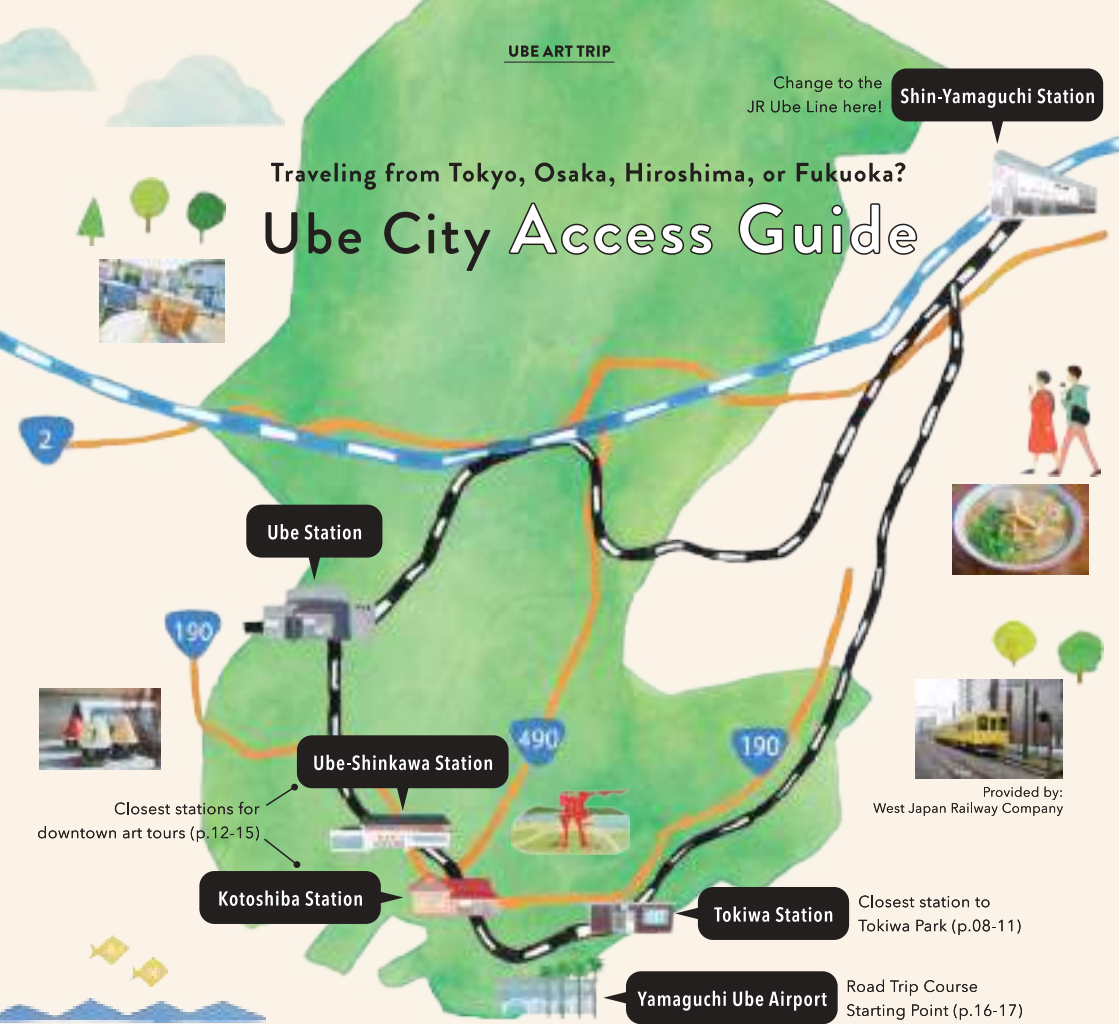 UBE ART TRIP
Change to the
JR Ube Line here!
Shin-Yamaguchi Station
Traveling from Tokyo, Osaka, Hiroshima, or Fukuoka?
Ube City Access Guide
2
Ube Station
190
490
190
Ube-Shinkawa Station
Closest stations for
downtown art tours (p.12-15)
Kotoshiba Station
Provided by:
West Japan Railway Company
Tokiwa Station
Closest station to
Tokiwa Park (p.08-11)
Yamaguchi Ube Airport
Road Trip Course
Starting Point (p.16-17)